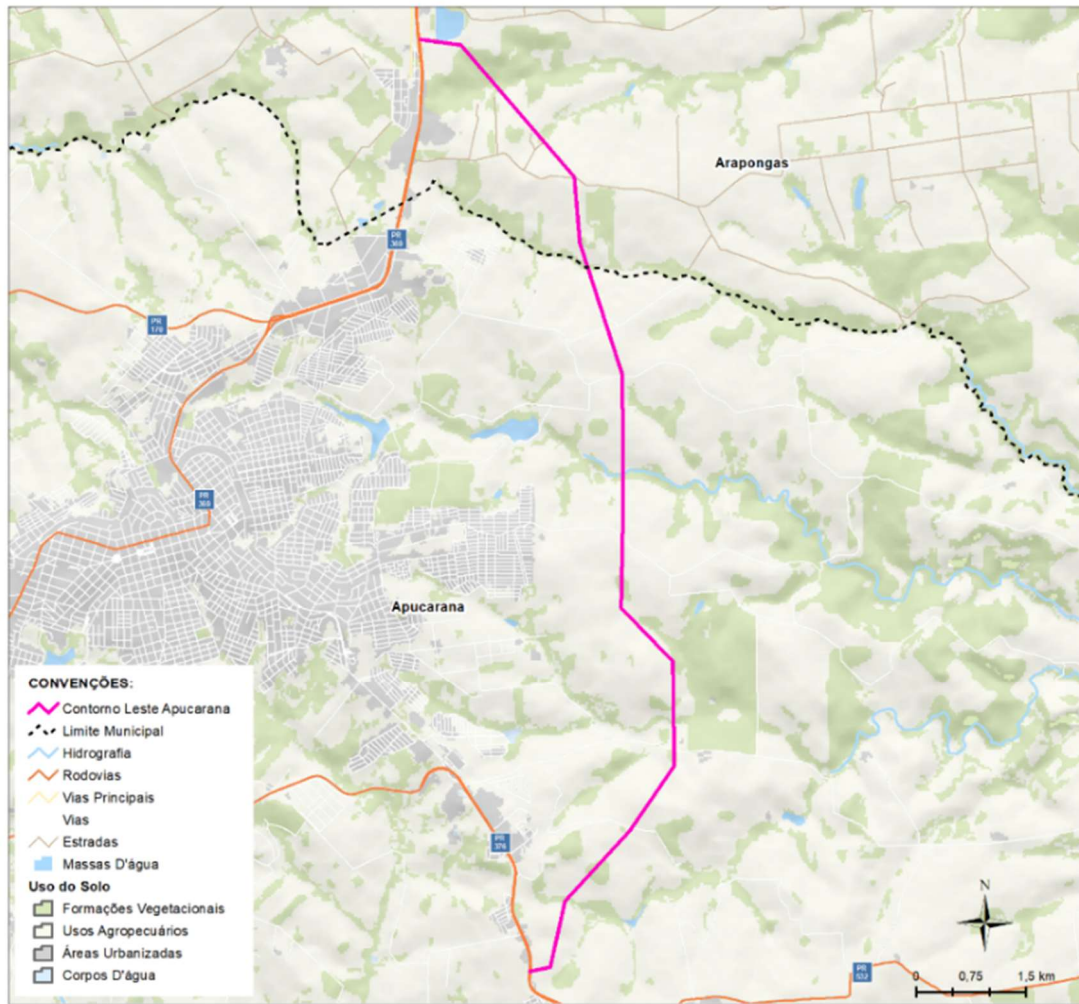 Arapongas
PR
369
PR
170
PR
369
Apucarana
CONVENÇÕES:
Contorno Leste Apucarana
Limite Municipal
Hidrografia
Rodovias
Vias Principais
Vias
Estradas
Massas D'água
Uso do Solo
Formações Vegetacionais
Usos Agropecuários
Áreas Urbanizadas
Corpos D'água
PR
376
N
PR
532
0 0,75 1,5 km